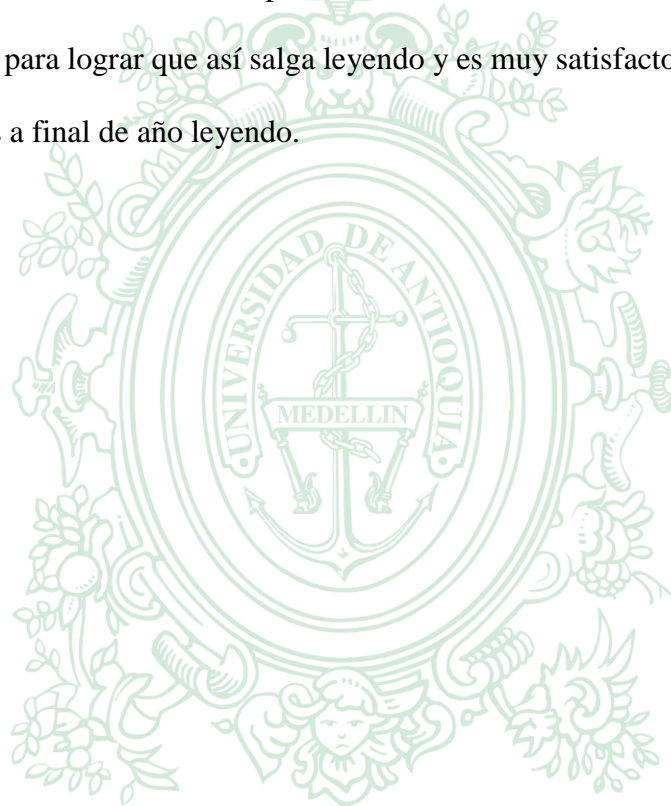 para lograr que así salga leyendo y es muy satisfacto
a final de año leyendo.
UNIVERSIDAD DE ANTIOQUIA
MEDELLIN